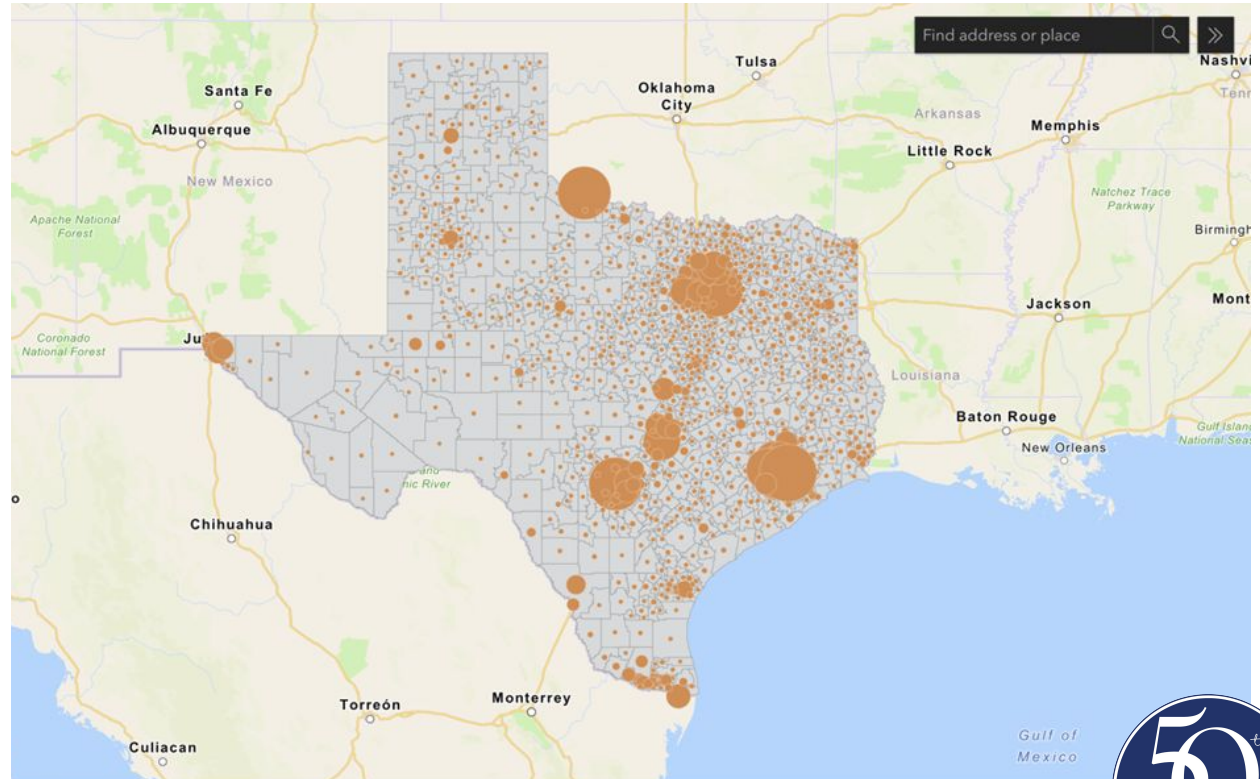 Find address or place
Tulsa
Nashvi
Tenn
Oklahoma
City
Santa Fe
Arkansas
Memphis
Albuquerque
Little Rock
New Mexico
Natchez Trace
Parkway
Apache National
Forest
Birmingh
Jackson
Mont
Coronado
National Forest
Ju
Louisiana
Baton Rouge
Gulf Islan
National Seas
New Orleans
nic River
o
Chihuahua
Torreón
Monterrey
Gulf of
Mexico
Culiacan
50